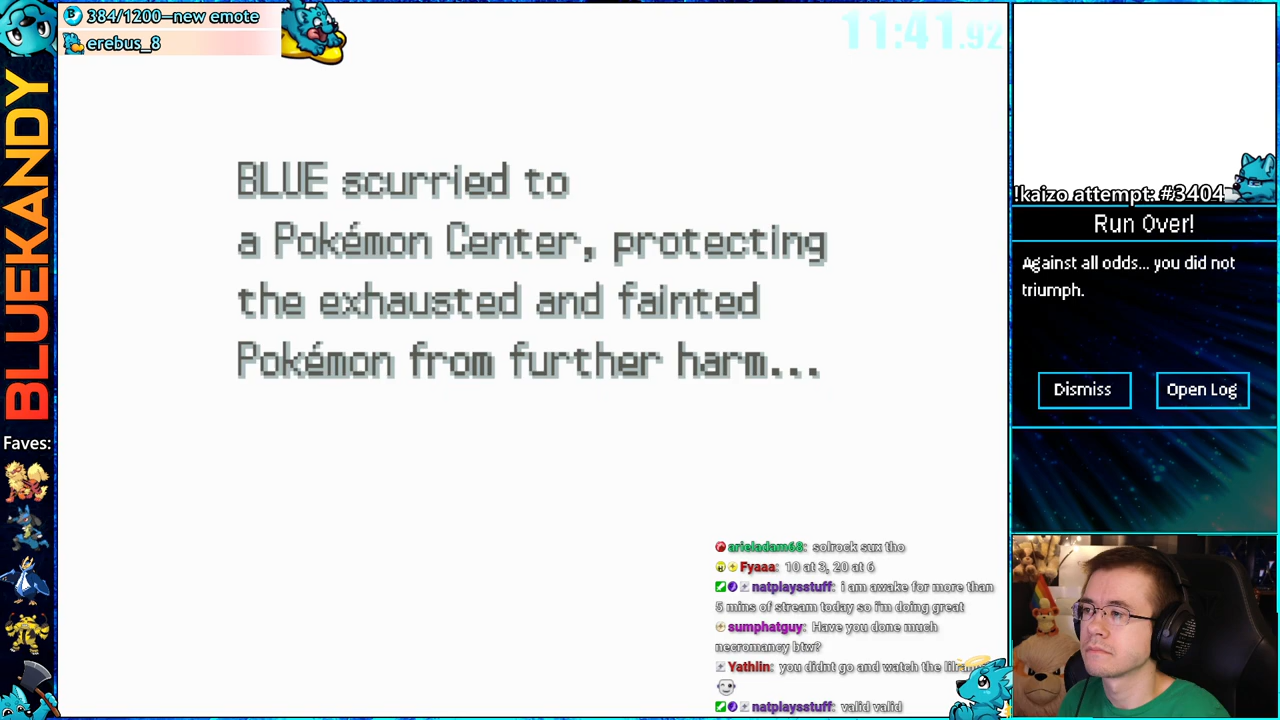 384/1200-new emote
erebus_8
11:41.92
BLUEKANDY
Faves:
BLUE scurried to
a Pokémon Center, protecting
the exhausted and fainted
Pokémon from further harm...
!kaizo attempt: #3404
Run Over!
Against all odds... you did not
triumph.
Dismiss
Open Log
arieladam68: solrock sux tho
Fyaaa: 10 at 3, 20 at 6
natplaysstuff: i am awake for more than
5 mins of stream today so i'm doing great
sumphatguy: Have you done much
necromancy btw?
Yathlin: you didnt go and watch the
natplaysstuff: valid valid